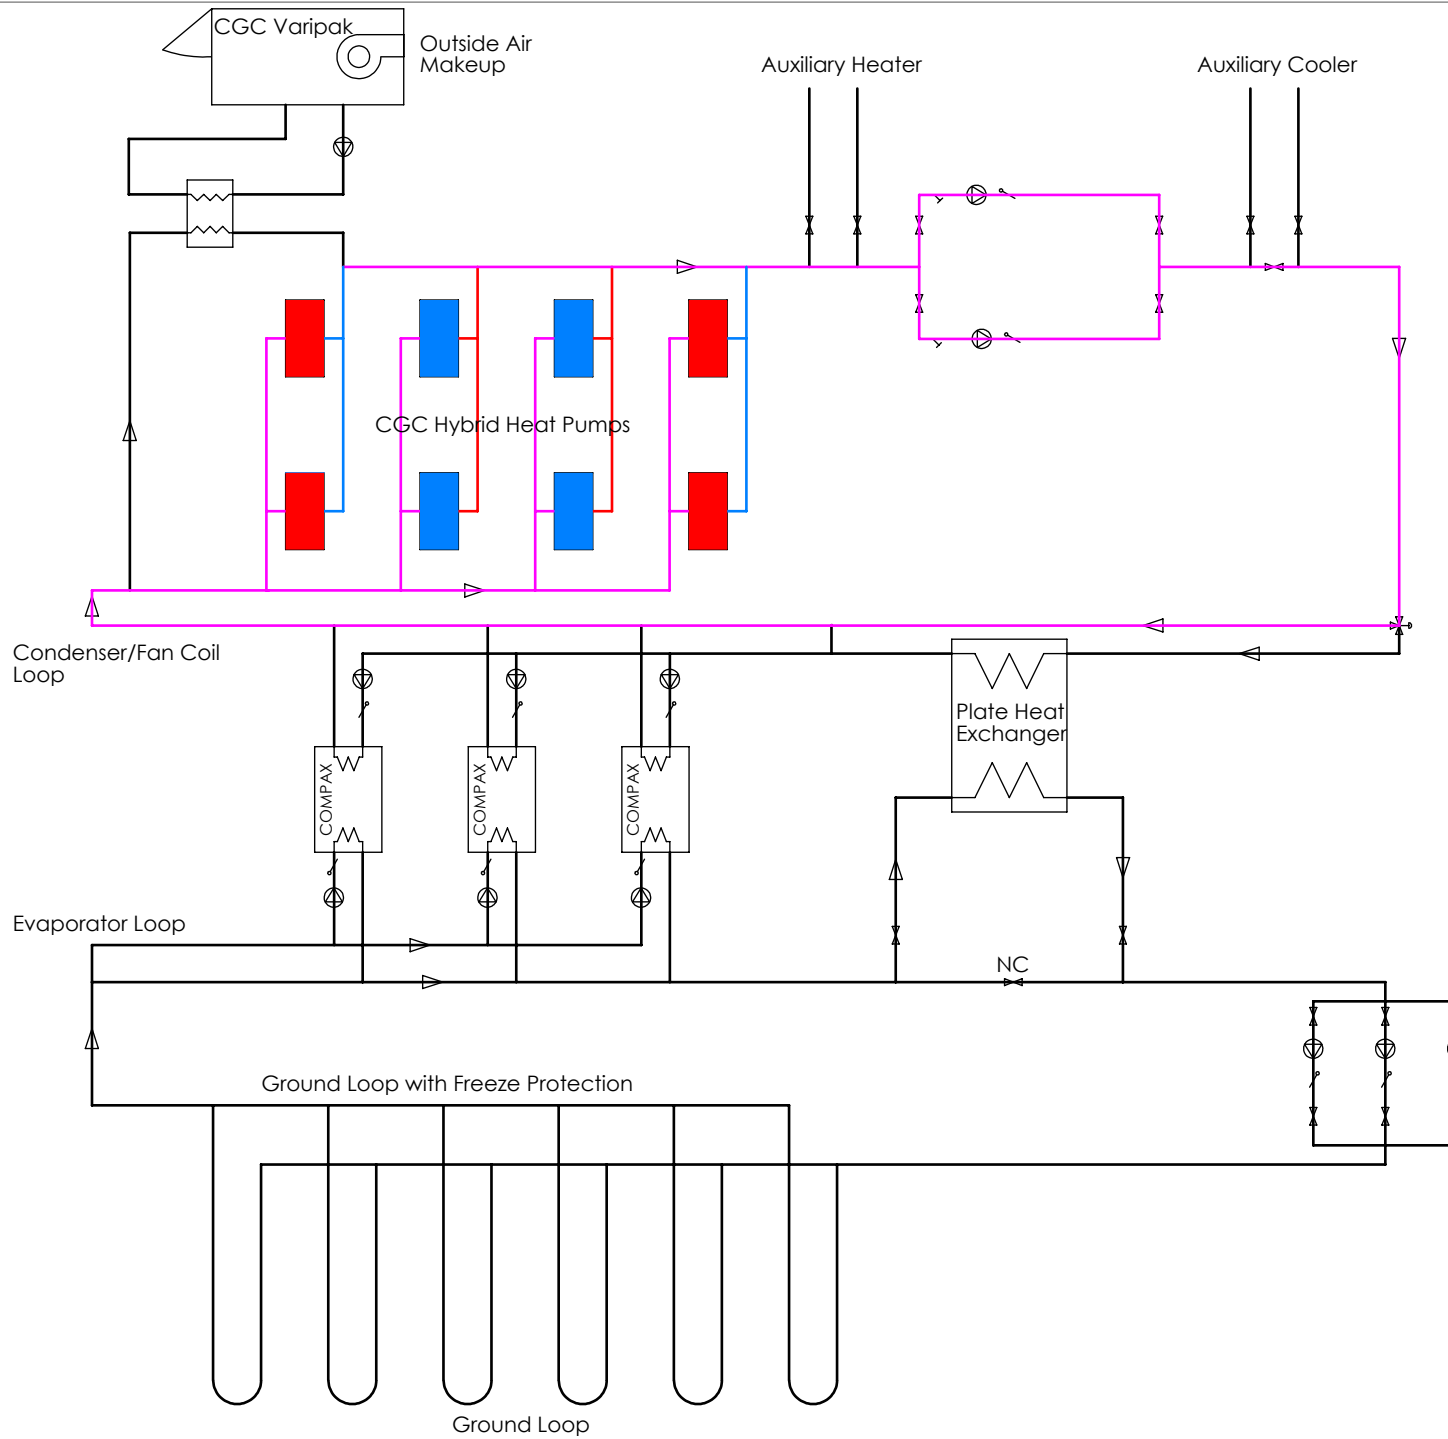 CGC Varipak
Outside Air
Makeup
Auxiliary Heater
Auxiliary Cooler
CGC Hybrid Heat Pumps
Condenser/Fan Coil
Loop
Plate Heat
Exchanger
COMPAX
COMPAX
COMPAX
Evaporator Loop
NC
Ground Loop with Freeze Protection
Ground Loop